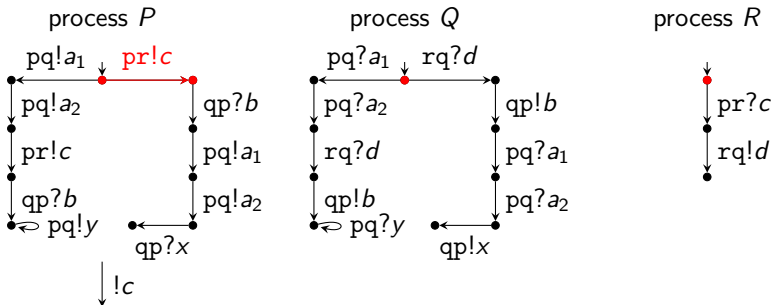 process P process Q process R
pq!a₁ pr!c pq?a₁ rq?d
pq!a₂ qp?b pq?a₂ qp!b pr?c
pr!c pq!a₁ rq?d pq?a₁ rq!d
qp?b pq!a₂ qp!b pq?a₂
pq!y pq?y
qp?x qp!x
!c